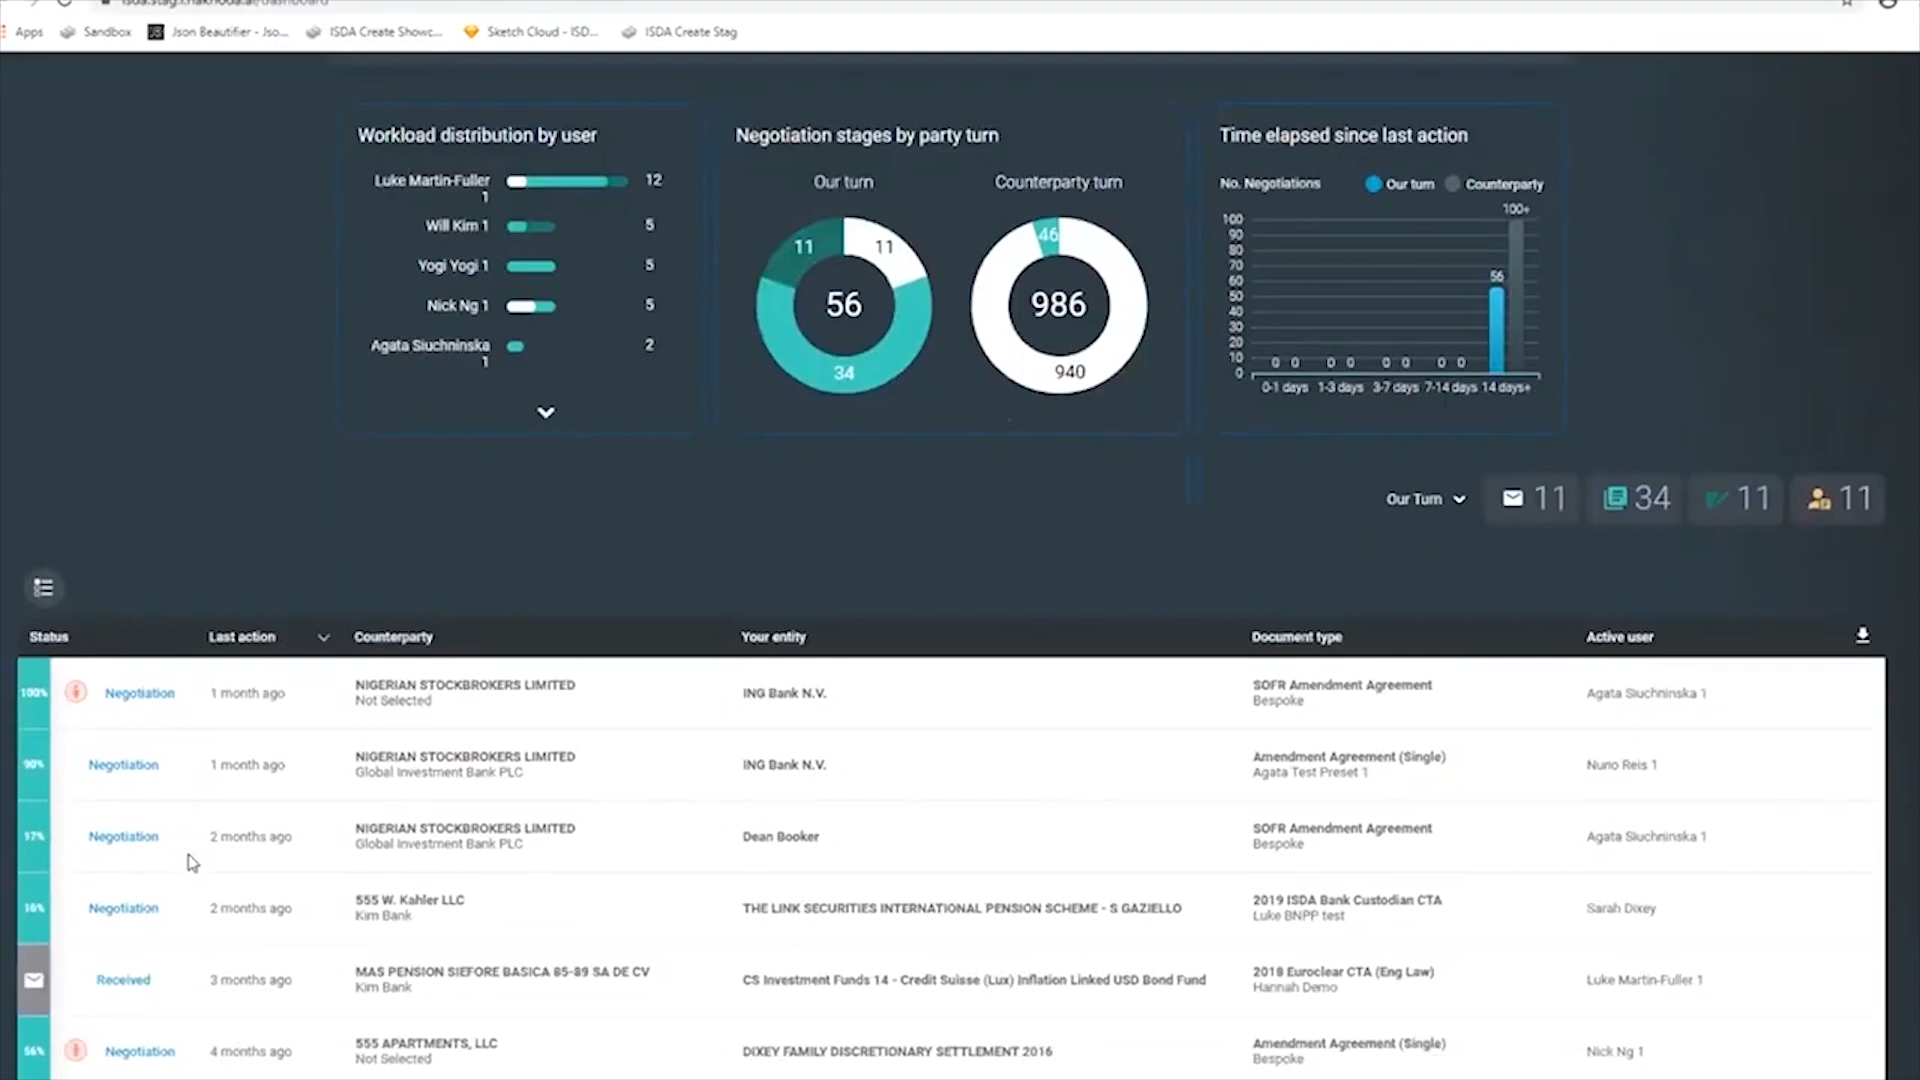 Apps Sandbox Json Beautifier - Jso... ISDA Create Showc... Sketch Cloud - ISD... ISDA Create Stag
Workload distribution by user
Luke Martin-Fuller 1 12
Will Kim 1 5
Yogi Yogi 1 5
Nick Ng 1 5
Agata Siuchninska 1 2
Negotiation stages by party turn
Our turn Counterparty turn
11 11 46
56 986
34 940
Time elapsed since last action
No. Negotiations Our turn Counterparty
100+
100
90
80
70
60 56
50
40
30
20
10 0 0 0 0 0 0 0 0
0
0-1 days 1-3 days 3-7 days 7-14 days 14 days+
Our Turn 11 34 11 11
Status Last action Counterparty Your entity Document type Active user
100% Negotiation 1 month ago NIGERIAN STOCKBROKERS LIMITED ING Bank N.V. SOFR Amendment Agreement Agata Siuchninska 1
Not Selected Bespoke
90% Negotiation 1 month ago NIGERIAN STOCKBROKERS LIMITED ING Bank N.V. Amendment Agreement (Single) Nuno Reis 1
Global Investment Bank PLC Agata Test Preset 1
17% Negotiation 2 months ago NIGERIAN STOCKBROKERS LIMITED Dean Booker SOFR Amendment Agreement Agata Siuchninska 1
Global Investment Bank PLC Bespoke
16% Negotiation 2 months ago 555 W. Kahler LLC THE LINK SECURITIES INTERNATIONAL PENSION SCHEME - S GAZIELLO 2019 ISDA Bank Custodian CTA Sarah Dixey
Kim Bank Luke BNPP test
Received 3 months ago MAS PENSION SIEFORE BASICA 85-89 SA DE CV CS Investment Funds 14 - Credit Suisse (Lux) Inflation Linked USD Bond Fund 2018 Euroclear CTA (Eng Law) Luke Martin-Fuller 1
Kim Bank Hannah Demo
56% Negotiation 4 months ago 555 APARTMENTS, LLC DIXEY FAMILY DISCRETIONARY SETTLEMENT 2016 Amendment Agreement (Single) Nick Ng 1
Not Selected Bespoke